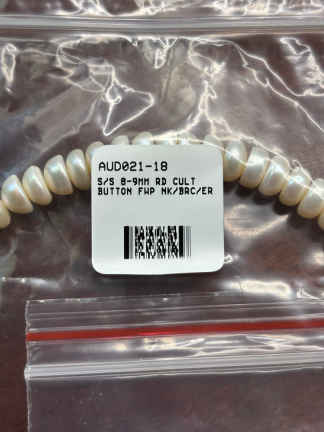 AUD021-18
S/S 8-9MM RD CULT
BUTTON FWP NK/BRC/ER